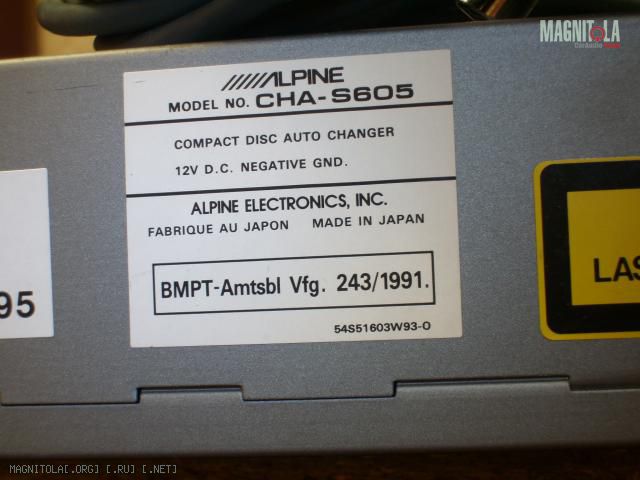 MAGNITOLA
CarAudio
ALPINE
MODEL NO. CHA-S605
COMPACT DISC AUTO CHANGER
12V D.C. NEGATIVE GND.
ALPINE ELECTRONICS, INC.
FABRIQUE AU JAPON MADE IN JAPAN
BMPT-Amtsbl Vfg. 243/1991.
54S51603W93-O
95
LAS
MAGNITOLA[.ORG] [.RU] [.NET]